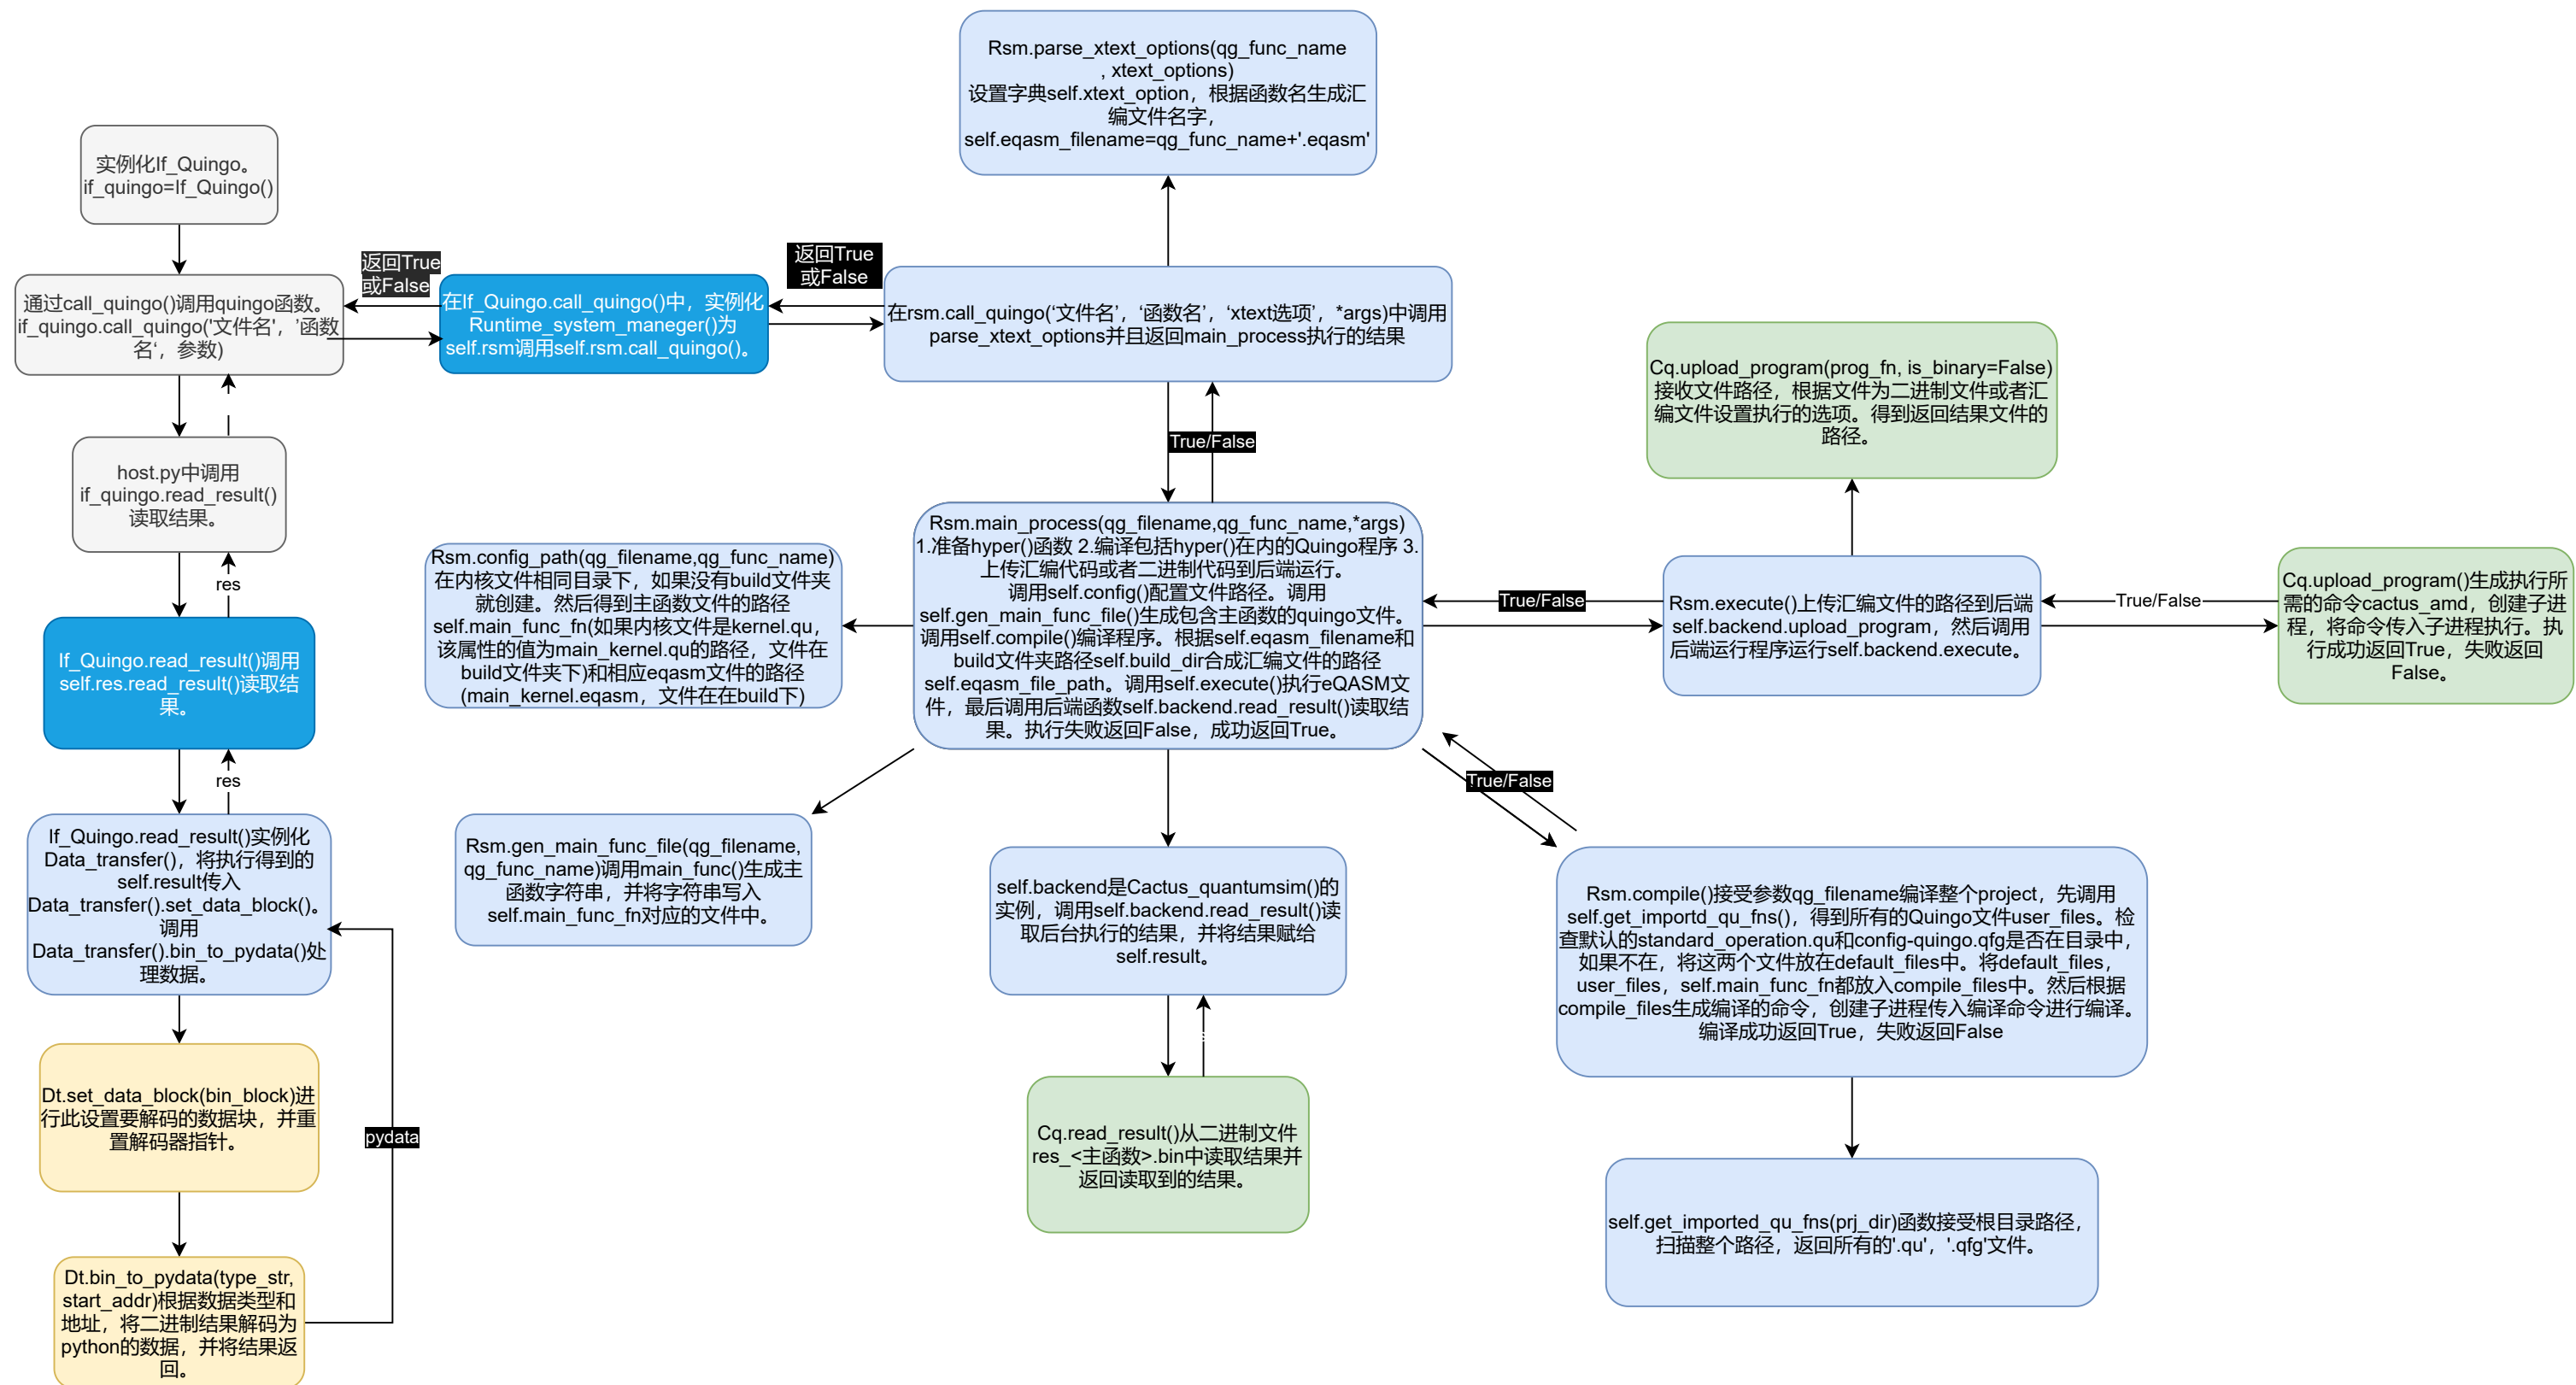 Rsm.parse_xtext_options(qg_func_name
, xtext_options)
设置字典self.xtext_option，根据函数名生成汇
编文件名字，
self.eqasm_filename=qg_func_name+'.eqasm'
实例化If_Quingo。
if_quingo=If_Quingo()
返回True
或False
返回True
或False
通过call_quingo()调用quingo函数。
if_quingo.call_quingo('文件名'，'函数
名'，参数)
在If_Quingo.call_quingo()中，实例化
Runtime_system_maneger()为
self.rsm调用self.rsm.call_quingo()。
在rsm.call_quingo('文件名'，'函数名'，'xtext选项'，*args)中调用
parse_xtext_options并且返回main_process执行的结果
True/False
Cq.upload_program(prog_fn, is_binary=False)
接收文件路径，根据文件为二进制文件或者汇
编文件设置执行的选项。得到返回结果文件的
路径。
host.py中调用
if_quingo.read_result()
读取结果。
res
Rsm.config_path(qg_filename,qg_func_name)
在内核文件相同目录下，如果没有build文件夹
就创建。然后得到主函数文件的路径
self.main_func_fn(如果内核文件是kernel.qu，
该属性的值为main_kernel.qu的路径，文件在
build文件夹下)和相应eqasm文件的路径
(main_kernel.eqasm，文件在在build下)
Rsm.main_process(qg_filename,qg_func_name,*args)
1.准备hyper()函数 2.编译包括hyper()在内的Quingo程序 3.
上传汇编代码或者二进制代码到后端运行。
调用self.config()配置文件路径。调用
self.gen_main_func_file()生成包含主函数的quingo文件。
调用self.compile()编译程序。根据self.eqasm_filename和
build文件夹路径self.build_dir合成汇编文件的路径
self.eqasm_file_path。调用self.execute()执行eQASM文
件，最后调用后端函数self.backend.read_result()读取结
果。执行失败返回False，成功返回True。
True/False
Rsm.execute()上传汇编文件的路径到后端
self.backend.upload_program，然后调用
后端运行程序运行self.backend.execute。
True/False
Cq.upload_program()生成执行所
需的命令cactus_amd，创建子进
程，将命令传入子进程执行。执
行成功返回True，失败返回
False。
If_Quingo.read_result()调用
self.res.read_result()读取结
果。
res
True/False
If_Quingo.read_result()实例化
Data_transfer()，将执行得到的
self.result传入
Data_transfer().set_data_block()。
调用
Data_transfer().bin_to_pydata()处
理数据。
Rsm.gen_main_func_file(qg_filename,
qg_func_name)调用main_func()生成主
函数字符串，并将字符串写入
self.main_func_fn对应的文件中。
self.backend是Cactus_quantumsim()的
实例，调用self.backend.read_result()读
取后台执行的结果，并将结果赋给
self.result。
Rsm.compile()接受参数qg_filename编译整个project，先调用
self.get_importd_qu_fns()，得到所有的Quingo文件user_files。检
查默认的standard_operation.qu和config-quingo.qfg是否在目录中，
如果不在，将这两个文件放在default_files中。将default_files，
user_files，self.main_func_fn都放入compile_files中。然后根据
compile_files生成编译的命令，创建子进程传入编译命令进行编译。
编译成功返回True，失败返回False
Dt.set_data_block(bin_block)进
行此设置要解码的数据块，并重
置解码器指针。
pydata
Cq.read_result()从二进制文件
res_<主函数>.bin中读取结果并
返回读取到的结果。
self.get_imported_qu_fns(prj_dir)函数接受根目录路径，
扫描整个路径，返回所有的'.qu'，'.qfg'文件。
Dt.bin_to_pydata(type_str,
start_addr)根据数据类型和
地址，将二进制结果解码为
python的数据，并将结果返
回。